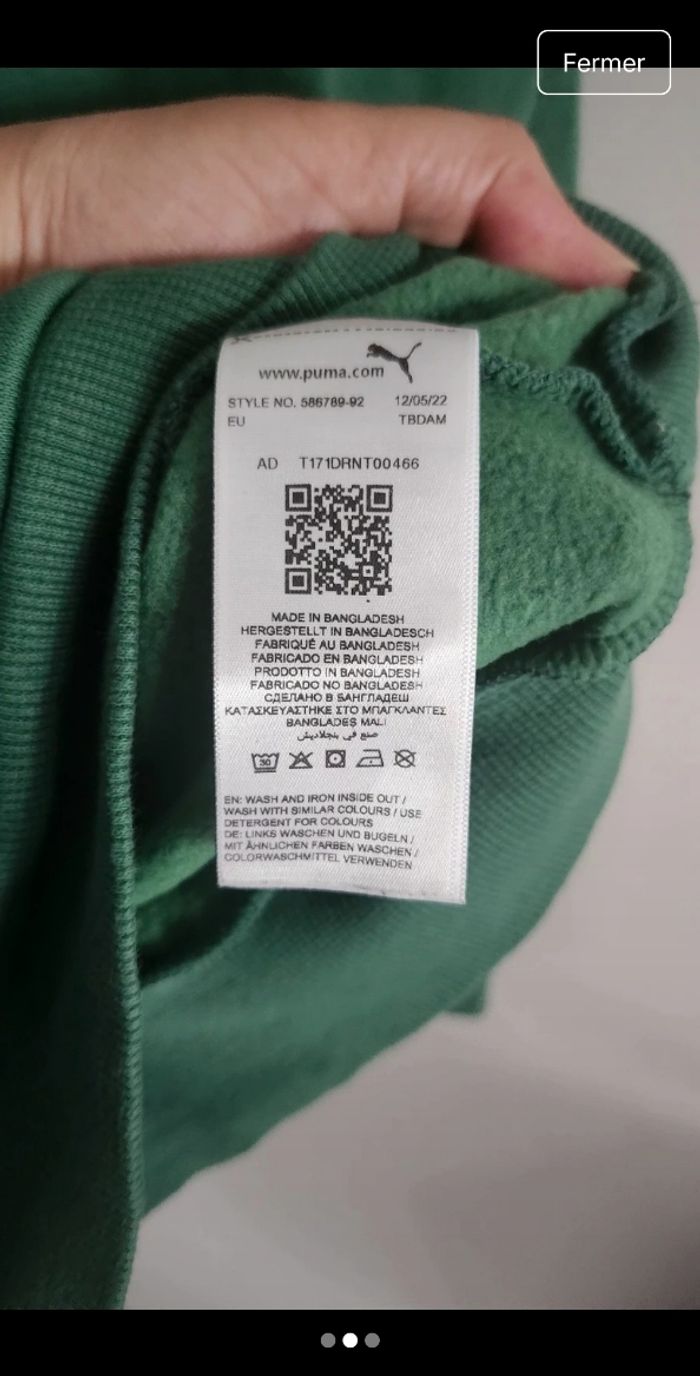 Fermer
www.puma.com
STYLE NO. 586789-92 12/05/22
EU TBDAM
AD T171DRNT00466
MADE IN BANGLADESH
HERGESTELLT IN BANGLADESCH
FABRIQUÉ AU BANGLADESH
FABRICADO EN BANGLADESH
PRODOTTO IN BANGLADESH
FABRICADO NO BANGLADESH
СДЕЛАНО В БАНГЛАДЕШ
ΚΑΤΑΣΚΕΥΑΣΤΗΚΕ ΣΤΟ ΜΠΑΓΚΛΑΝΤΕΣ
BANGLADEŞ MALI
صنع في بنجلاديش
30
EN: WASH AND IRON INSIDE OUT /
WASH WITH SIMILAR COLOURS / USE
DETERGENT FOR COLOURS
DE: LINKS WASCHEN UND BUGELN /
MIT ÄHNLICHEN FARBEN WASCHEN /
COLORWASCHMITTEL VERWENDEN